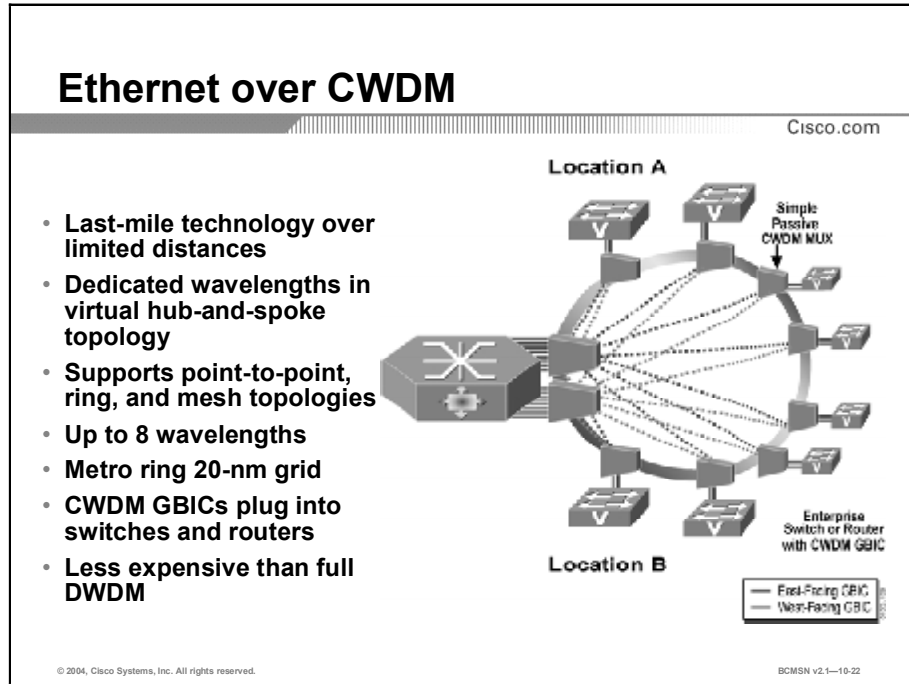 Ethernet over CWDM
Cisco.com
• Last-mile technology over
limited distances
• Dedicated wavelengths in
virtual hub-and-spoke
topology
• Supports point-to-point,
ring, and mesh topologies
• Up to 8 wavelengths
• Metro ring 20-nm grid
• CWDM GBICs plug into
switches and routers
• Less expensive than full
DWDM
Location A
Simple
Passive
CWDM MUX
V
V
V
V
V
V
V
V
Enterprise
Switch or Router
with CWDM GBIC
Location B
East-Facing GBIC
West-Facing GBIC
© 2004, Cisco Systems, Inc. All rights reserved.
BCMSN v2.1—10-22